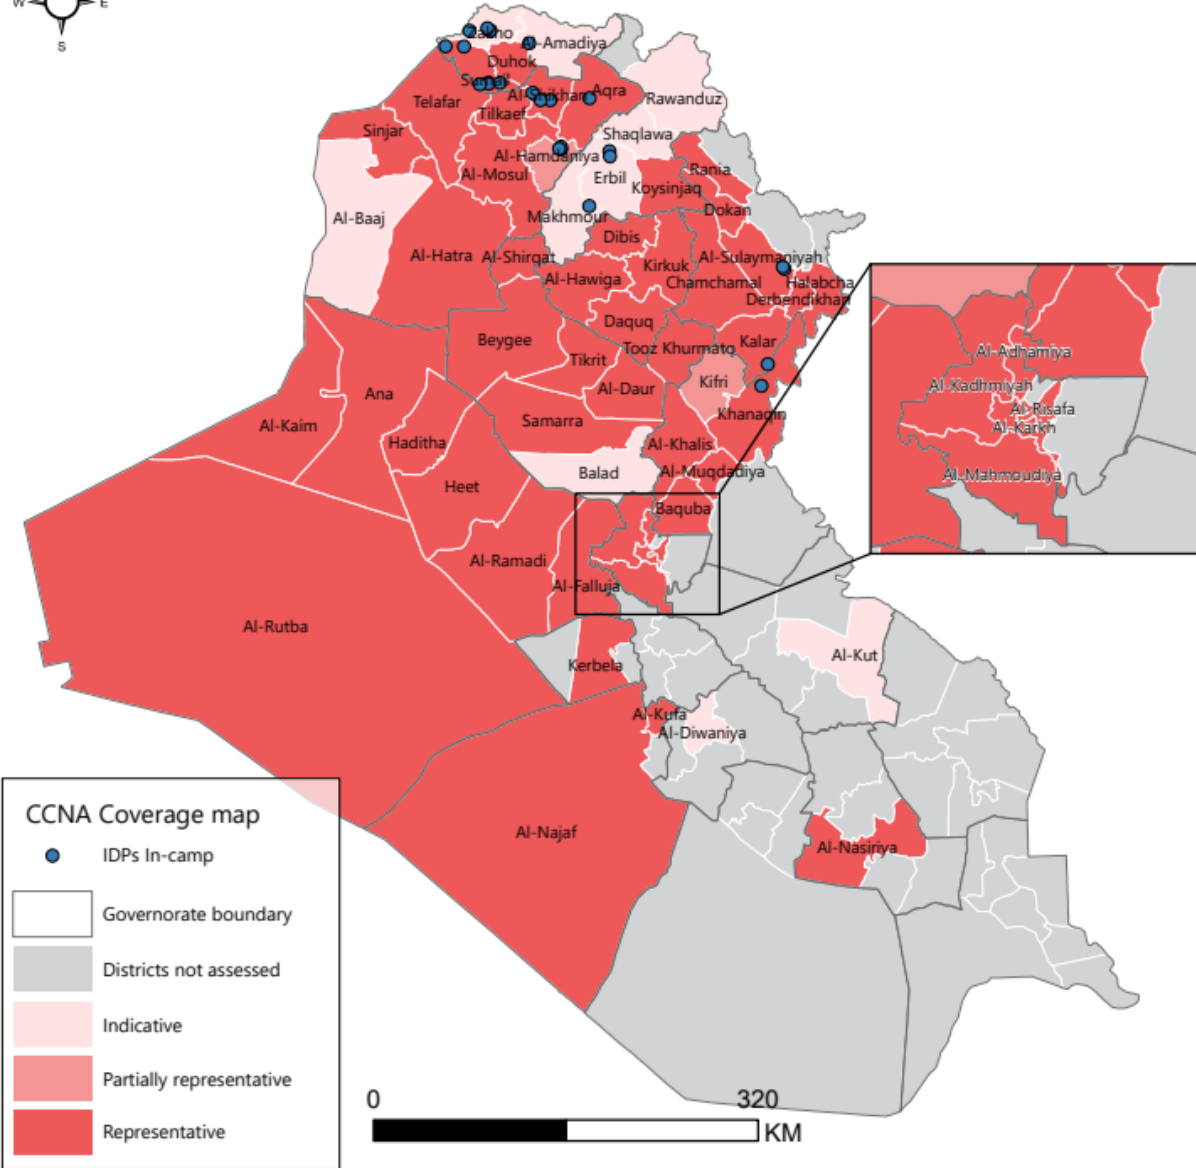 W E
S
Zakho
Al-Amadiya
Duhok
Sumail
Al-Shikhan
Aqra
Rawanduz
Telafar
Tilkaef
Sinjar
Shaqlawa
Al-Hamdaniya
Al-Mosul
Erbil
Rania
Koysinjaq
Al-Baaj
Makhmour
Dokan
Dibis
Al-Hatra
Al-Shirqat
Al-Sulaymaniyah
Kirkuk
Al-Hawiga
Chamchamal
Halabcha
Derbendikhan
Daquq
Beygee
Tooz Khurmato
Kalar
Tikrit
Kifri
Ana
Al-Daur
Khanaqin
Al-Kaim
Samarra
Haditha
Al-Khalis
Balad
Al-Muqdadiya
Heet
Baquba
Al-Ramadi
Al-Falluja
Al-Adhamiya
Al-Kadhmiyah
Al-Risafa
Al-Karkh
Al-Mahmoudiya
Al-Rutba
Kerbela
Al-Kut
Al-Kufa
Al-Diwaniya
Al-Najaf
Al-Nasiriya
CCNA Coverage map
IDPs In-camp
Governorate boundary
Districts not assessed
Indicative
Partially representative
Representative
0 320
KM